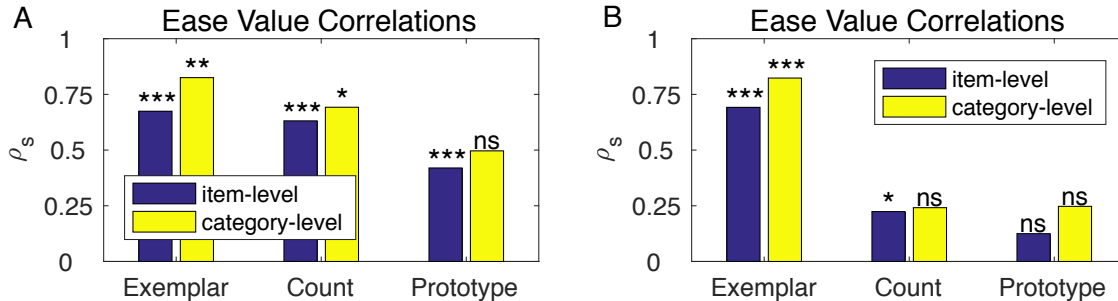 A
Ease Value Correlations
1
0.75
0.5
0.25
0
ρs
***
**
***
*
***
ns
item-level
category-level
Exemplar
Count
Prototype
B
Ease Value Correlations
1
0.75
0.5
0.25
0
ρs
***
***
*
ns
ns
ns
item-level
category-level
Exemplar
Count
Prototype